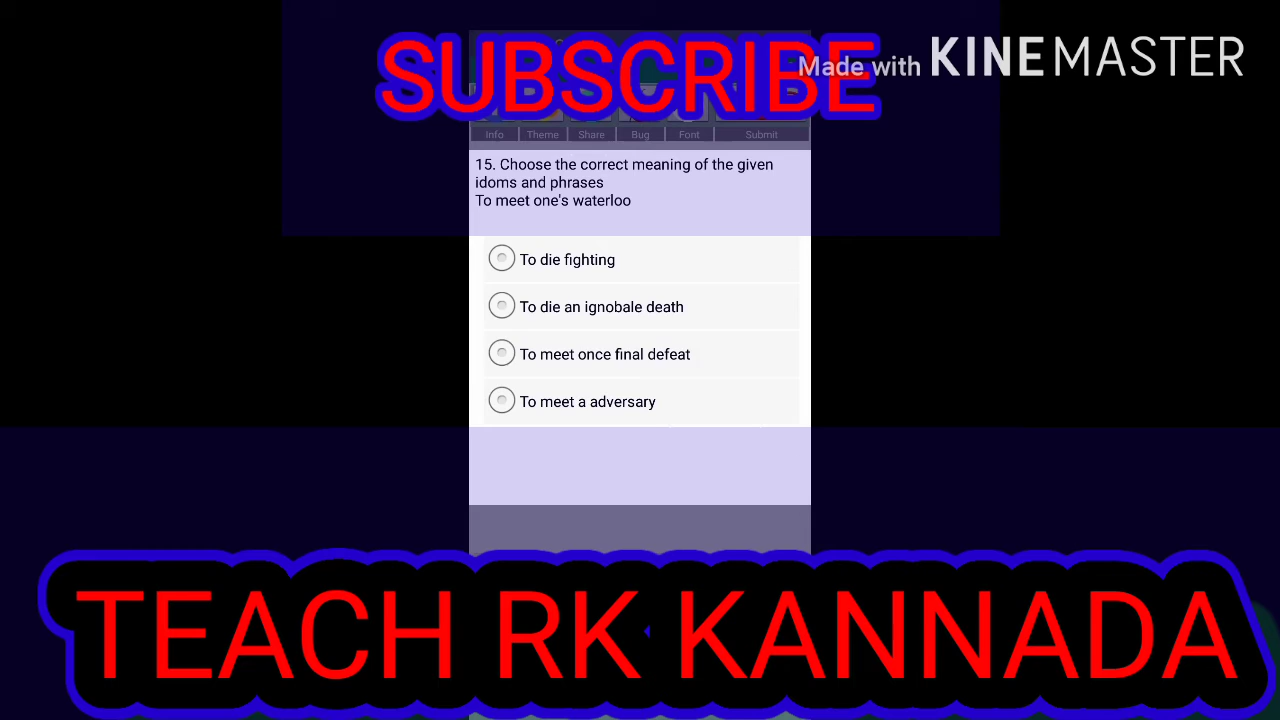 SUBSCRIBE
Made with KINEMASTER
Info Theme Share Bug Font Submit
15. Choose the correct meaning of the given
idoms and phrases
To meet one's waterloo
To die fighting
To die an ignobale death
To meet once final defeat
To meet a adversary
TEACH RK KANNADA